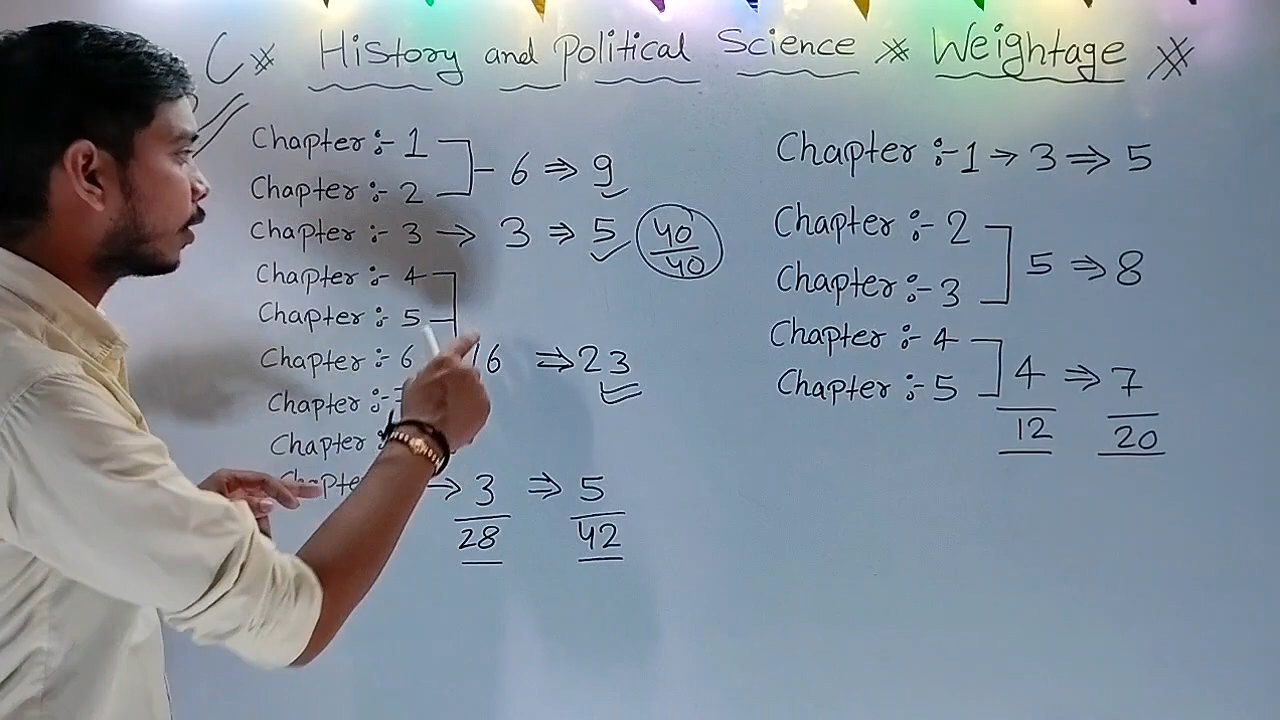 History and Political Science ※ Weightage ※
Chapter :- 1
Chapter :- 2
6 ⇒ 9
Chapter :- 3 → 3 ⇒ 5
40/40
Chapter :- 4
Chapter :- 5
Chapter :- 6
16 ⇒ 23
Chapter :-
Chapter
→ 3 ⇒ 5
28 42
Chapter :- 1 → 3 ⇒ 5
Chapter :- 2
Chapter :- 3
5 ⇒ 8
Chapter :- 4
Chapter :- 5
4 ⇒ 7
12 20